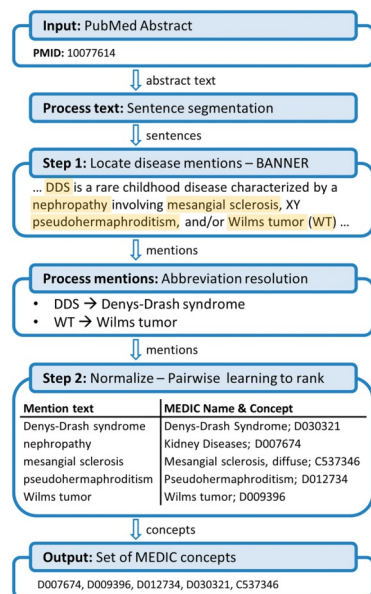 Input: PubMed Abstract
PMID: 10077614
abstract text
Process text: Sentence segmentation
sentences
Step 1: Locate disease mentions – BANNER
... DDS is a rare childhood disease characterized by a
nephropathy involving mesangial sclerosis, XY
pseudohermaphroditism, and/or Wilms tumor (WT) ...
mentions
Process mentions: Abbreviation resolution
• DDS → Denys-Drash syndrome
• WT → Wilms tumor
mentions
Step 2: Normalize – Pairwise learning to rank
Mention text MEDIC Name & Concept
Denys-Drash syndrome Denys-Drash Syndrome; D030321
nephropathy Kidney Diseases; D007674
mesangial sclerosis Mesangial sclerosis, diffuse; C537346
pseudohermaphroditism Pseudohermaphroditism; D012734
Wilms tumor Wilms tumor; D009396
concepts
Output: Set of MEDIC concepts
D007674, D009396, D012734, D030321, C537346